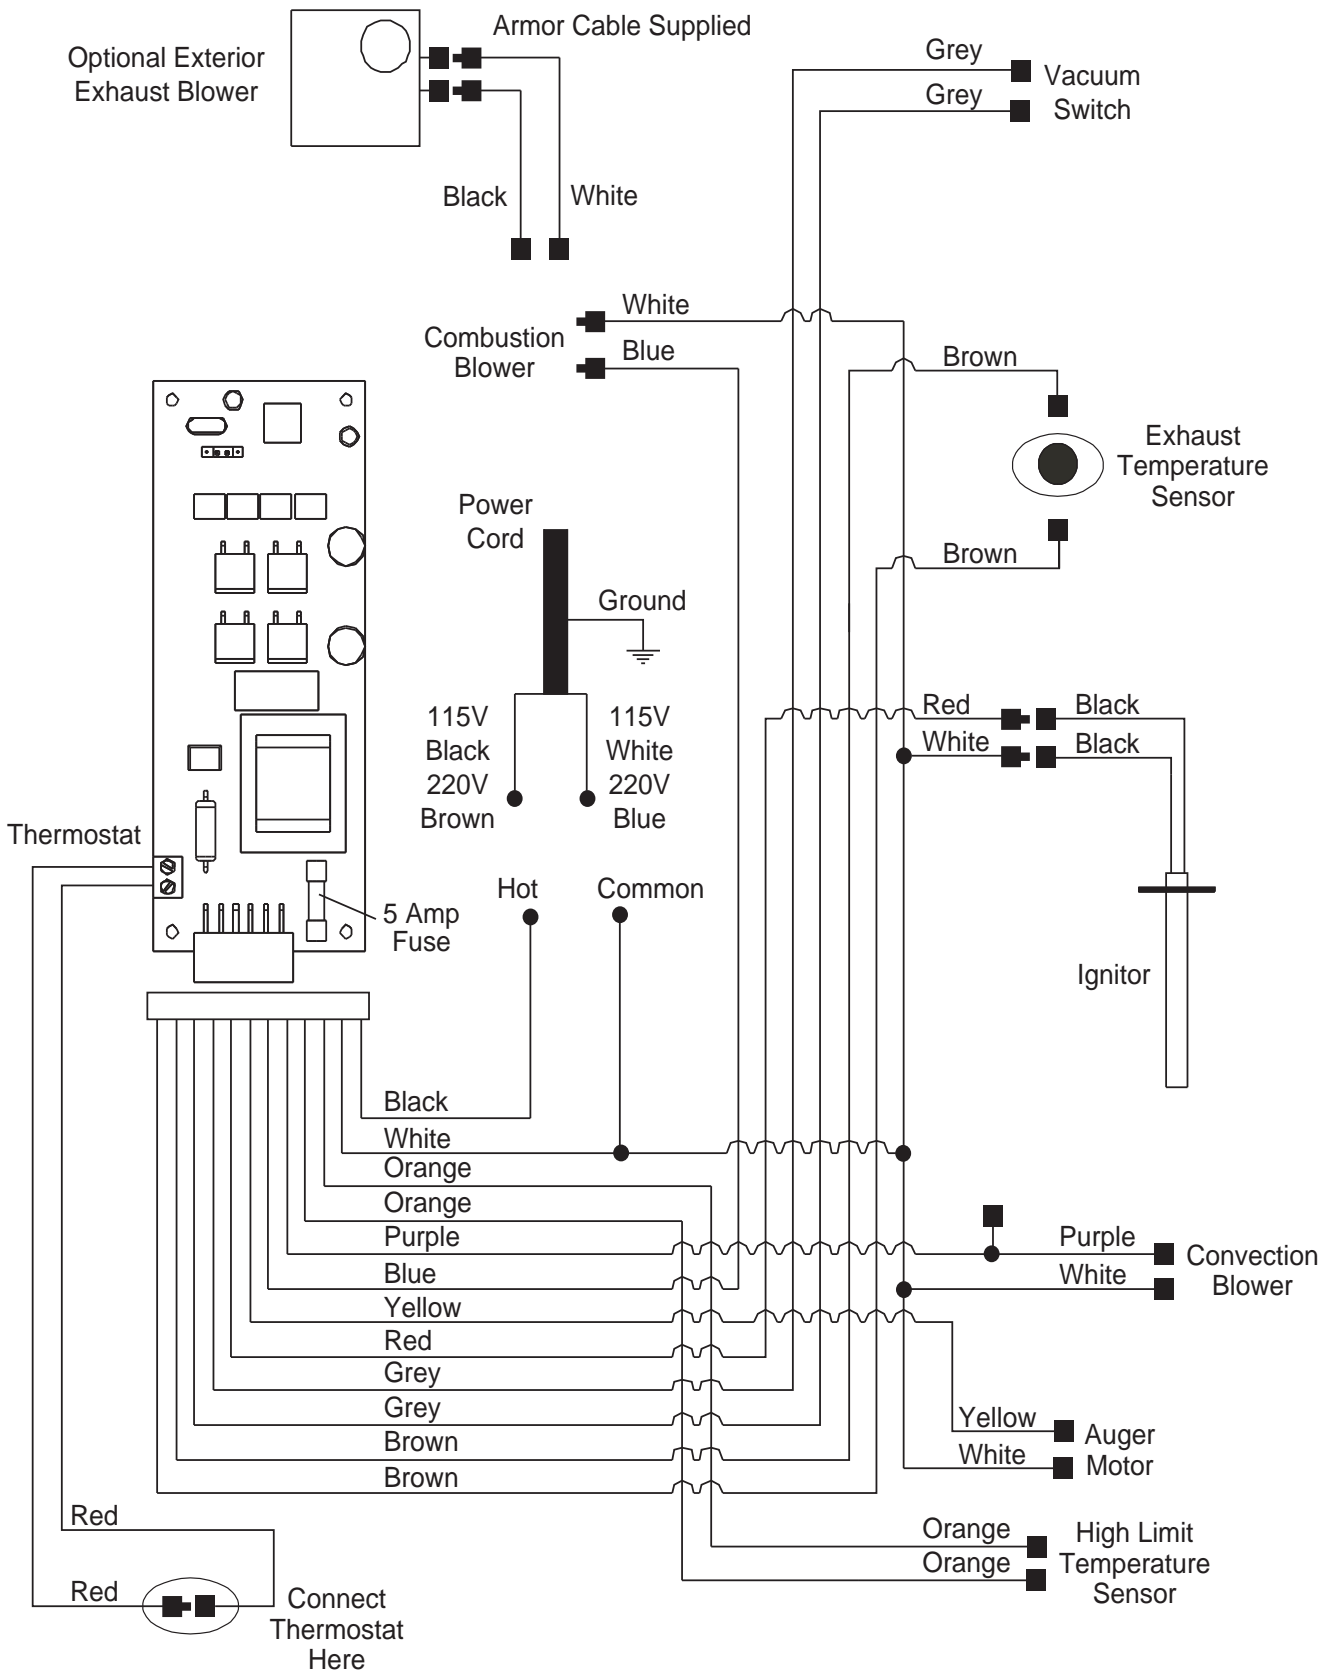 Armor Cable Supplied
Optional Exterior
Exhaust Blower
Grey
Vacuum
Grey
Switch
Black
White
White
Combustion
Blower
Blue
Brown
Exhaust
Temperature
Sensor
Power
Cord
Brown
Ground
Red
Black
115V
Black
220V
Brown
115V
White
220V
Blue
White
Black
Thermostat
Hot
Common
5 Amp
Fuse
Ignitor
Black
White
Orange
Orange
Purple
Purple
Convection
Blower
Blue
White
Yellow
Red
Grey
Grey
Yellow
Auger
Motor
Brown
White
Brown
Red
Orange
High Limit
Temperature
Sensor
Orange
Red
Connect
Thermostat
Here